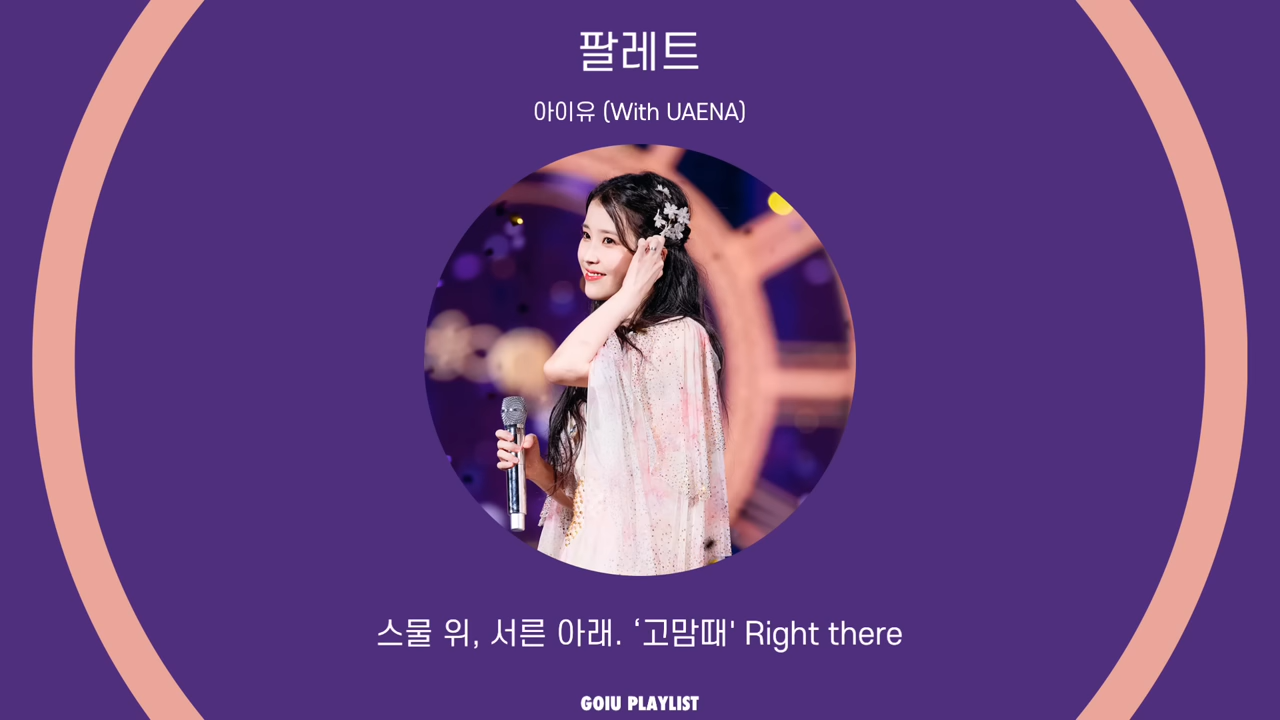 팔레트
아이유 (With UAENA)
스물 위, 서른 아래. ‘고맘때' Right there
GOIU PLAYLIST